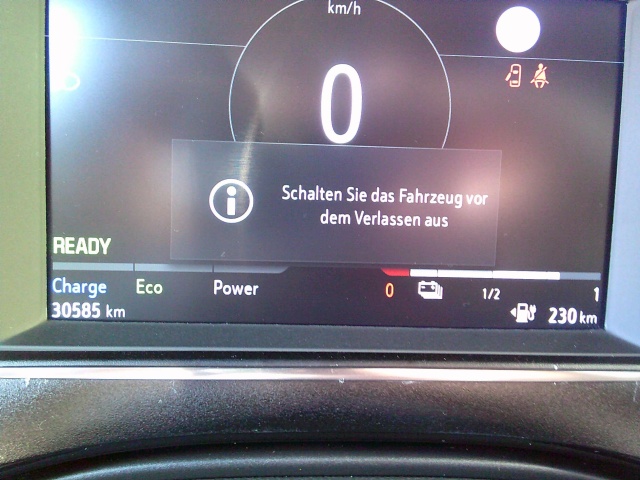 km/h
0
Schalten Sie das Fahrzeug vor
dem Verlassen aus
READY
Charge Eco Power 0 1/2 1
30585 km 230 km